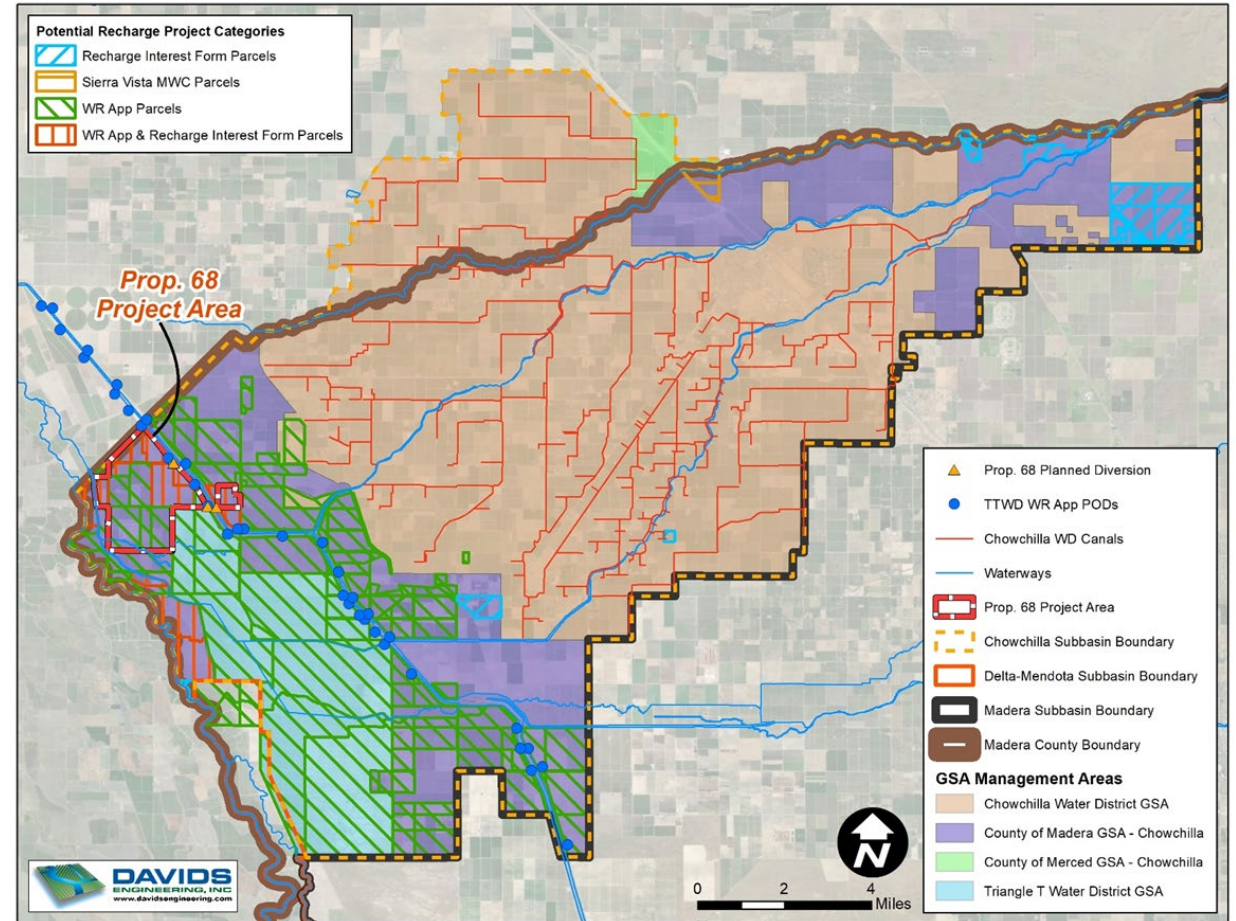 Potential Recharge Project Categories
Recharge Interest Form Parcels
Sierra Vista MWC Parcels
WR App Parcels
WR App & Recharge Interest Form Parcels
Prop. 68
Project Area
Prop. 68 Planned Diversion
TTWD WR App PODs
Chowchilla WD Canals
Waterways
Prop. 68 Project Area
Chowchilla Subbasin Boundary
Delta-Mendota Subbasin Boundary
Madera Subbasin Boundary
Madera County Boundary
GSA Management Areas
Chowchilla Water District GSA
County of Madera GSA - Chowchilla
County of Merced GSA - Chowchilla
Triangle T Water District GSA
N
0 2 4
Miles
DAVIDS
ENGINEERING, INC
www.davidsengineering.com